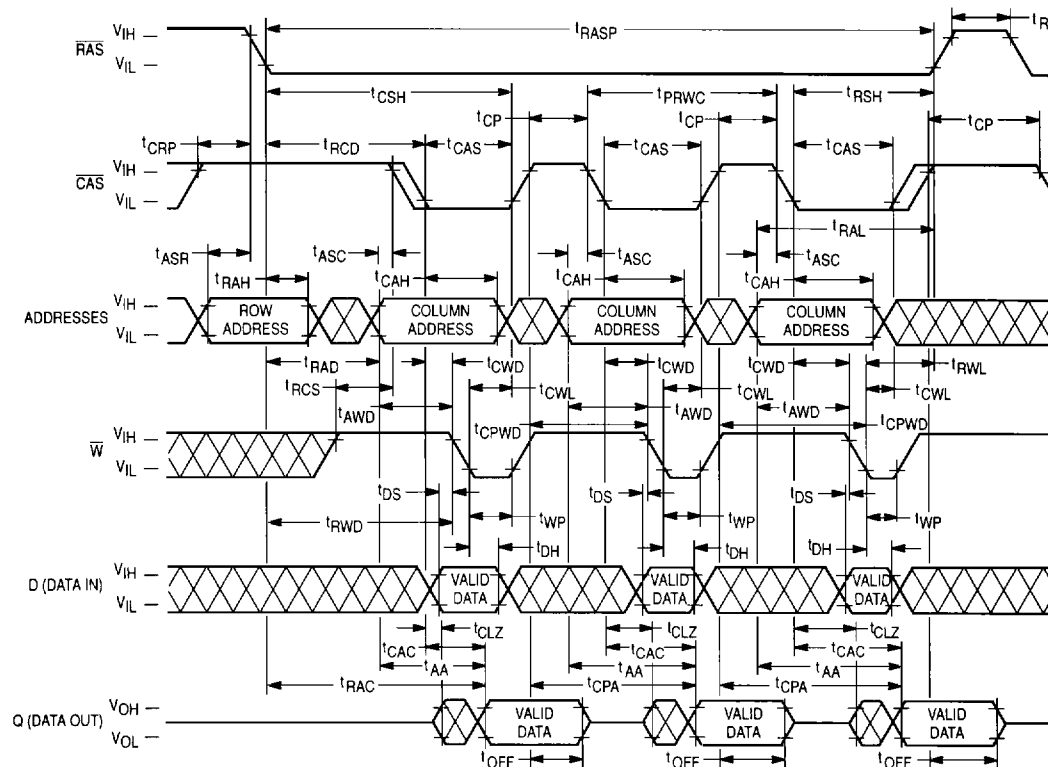 RAS VIH VIL tRASP tR
tCSH tPRWC tRSH
tCP tCP tCP
tCRP tRCD tCAS tCAS tCAS
CAS VIH VIL
tRAL
tASR tASC tASC tASC
tRAH tCAH tCAH tCAH
ADDRESSES VIH VIL
ROW ADDRESS
COLUMN ADDRESS
COLUMN ADDRESS
COLUMN ADDRESS
tRAD tCWD tCWD tCWD tRWL
tRCS tCWL tCWL tCWL
tAWD tAWD tAWD
tCPWD tCPWD
W VIH VIL
tDS tDS tDS
tRWD tWP tWP tWP
tDH tDH tDH
D (DATA IN) VIH VIL
VALID DATA
VALID DATA
VALID DATA
tCLZ tCLZ tCLZ
tCAC tCAC tCAC
tAA tAA tAA
tRAC tCPA tCPA
Q (DATA OUT) VOH VOL
VALID DATA
VALID DATA
VALID DATA
tOFF tOFF tOFF